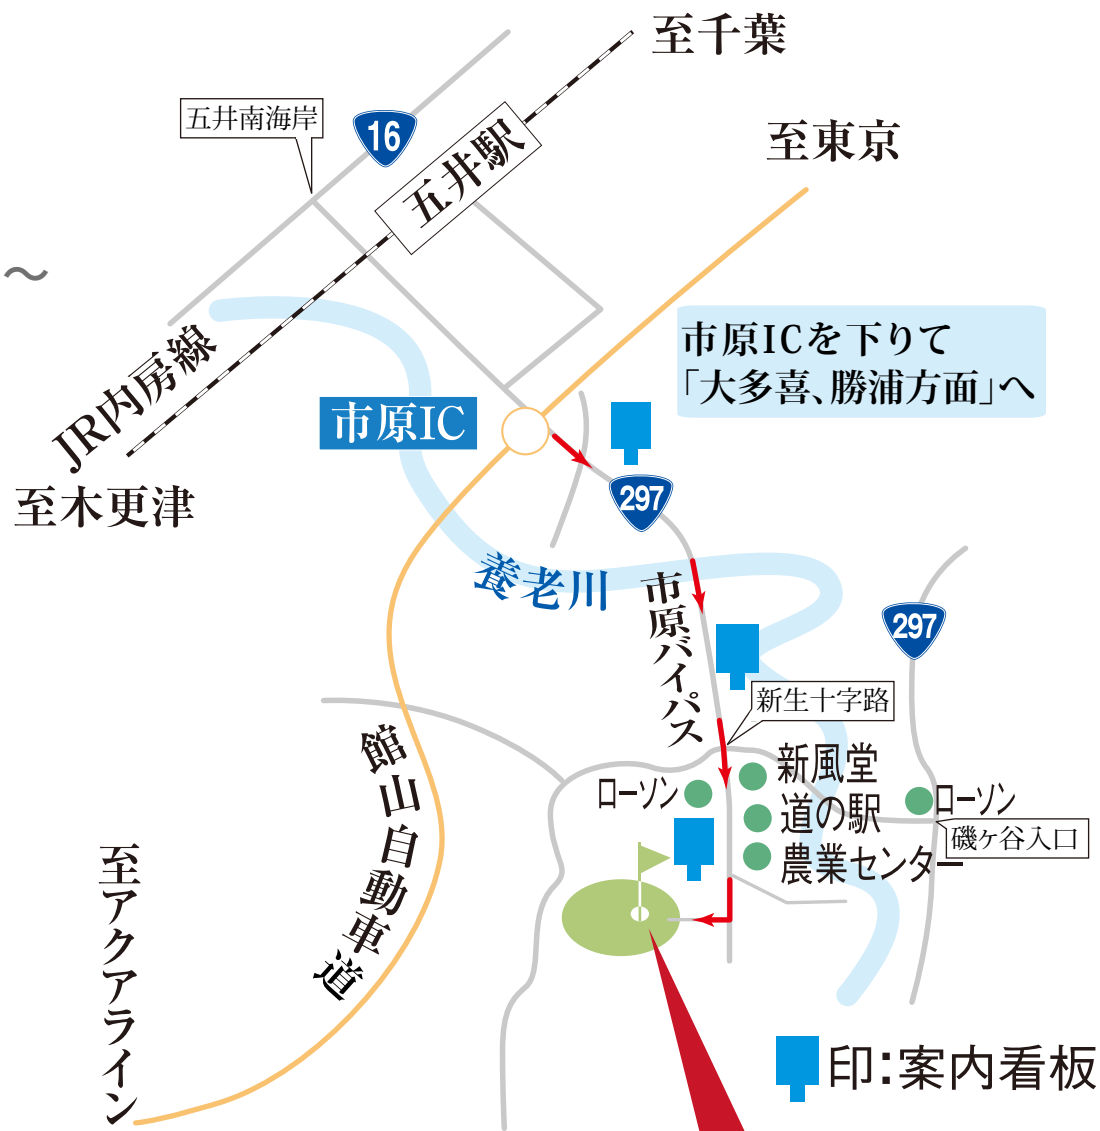 至千葉
五井南海岸
16
五井駅
至東京
～
JR内房線
市原ICを下りて
「大多喜、勝浦方面」へ
市原IC
至木更津
297
養老川
市原バイパス
297
新生十字路
館山自動車道
新風堂
ローソン
ローソン
道の駅
磯ヶ谷入口
農業センター
至アクアライン
印：案内看板